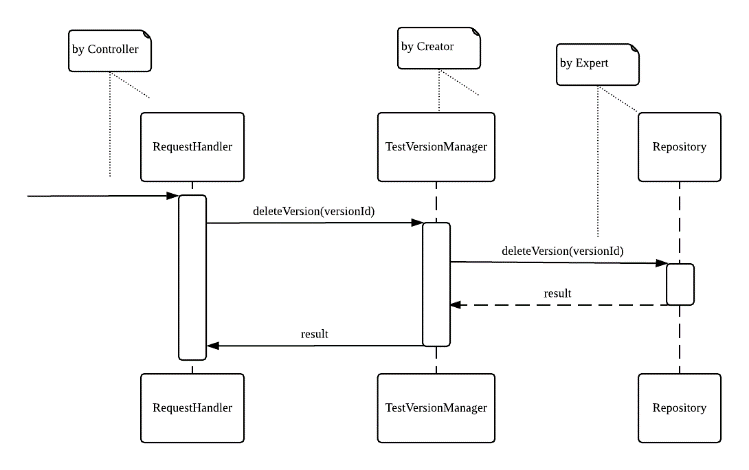 by Controller
by Creator
by Expert
RequestHandler
TestVersionManager
Repository
deleteVersion(versionId)
deleteVersion(versionId)
result
result
RequestHandler
TestVersionManager
Repository